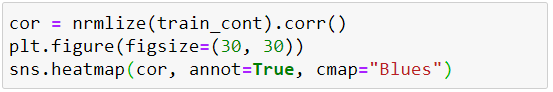 cor = nrmlize(train_cont).corr()
plt.figure(figsize=(30, 30))
sns.heatmap(cor, annot=True, cmap="Blues")